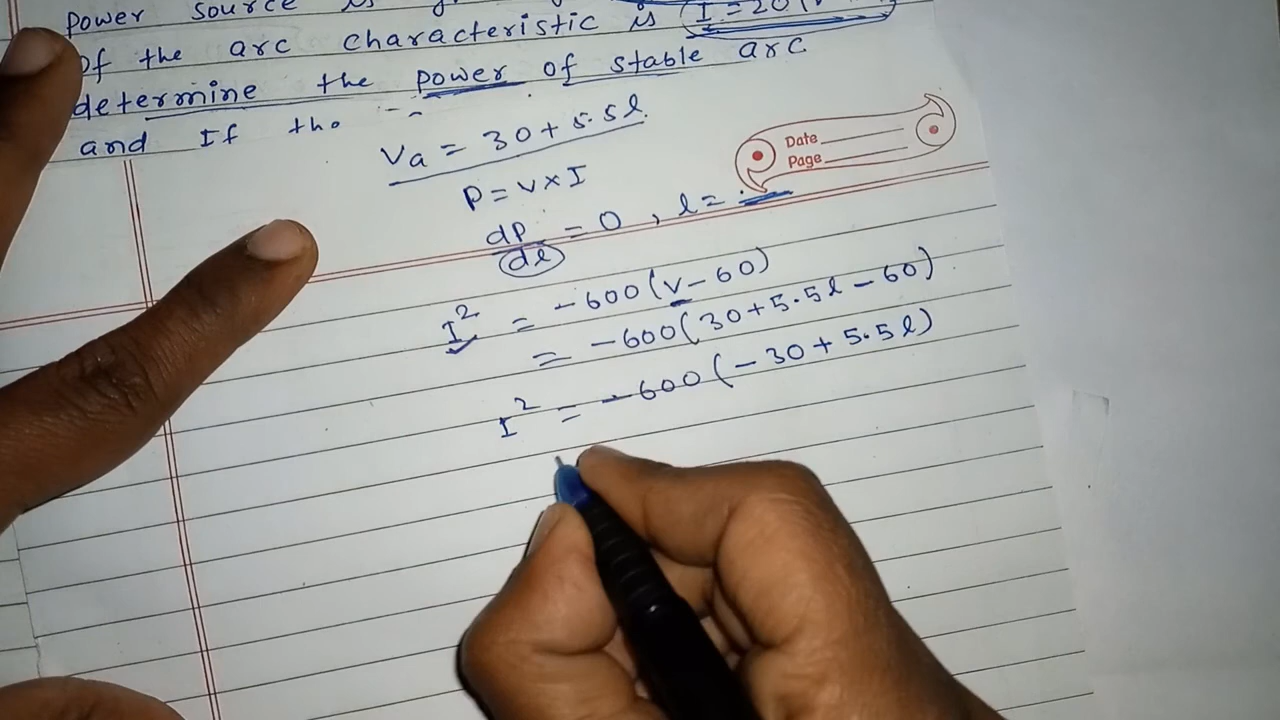 power source is
of the arc characteristic is I = 20(V
determine the power of stable arc
and If the
Va = 30 + 5.5l
Date
Page
P = V × I
dP/dl = 0 , l =
I² = -600(V - 60)
= -600(30 + 5.5l - 60)
I² = -600(-30 + 5.5l)